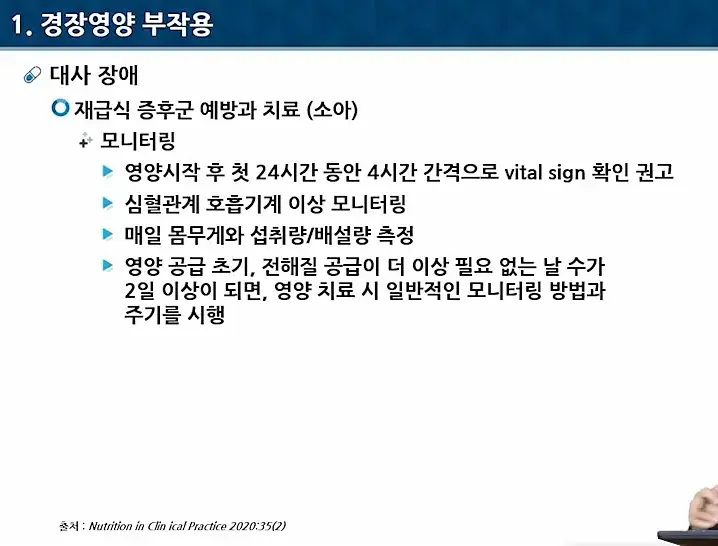 1. 경장영양 부작용
대사 장애
재급식 증후군 예방과 치료 (소아)
모니터링
영양시작 후 첫 24시간 동안 4시간 간격으로 vital sign 확인 권고
심혈관계 호흡기계 이상 모니터링
매일 몸무게와 섭취량/배설량 측정
영양 공급 초기, 전해질 공급이 더 이상 필요 없는 날 수가
2일 이상이 되면, 영양 치료 시 일반적인 모니터링 방법과
주기를 시행
출처 : Nutrition in Clin ical Practice 2020:35(2)